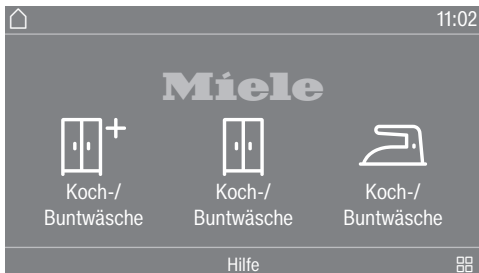 11:02
Miele
Koch-/ Koch-/ Koch-/
Buntwäsche Buntwäsche Buntwäsche
Hilfe